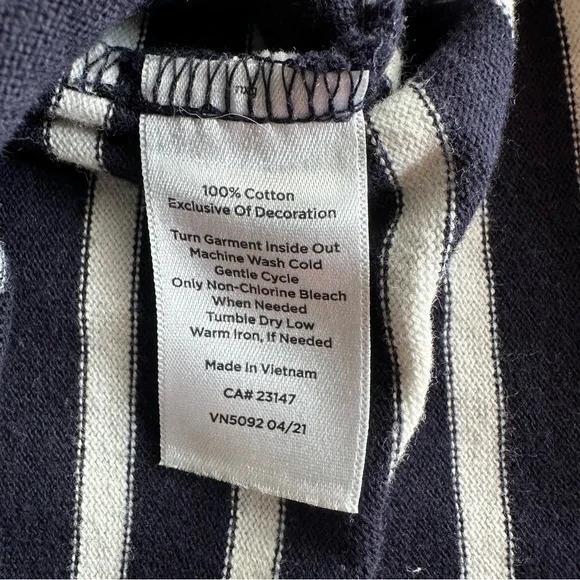 100% Cotton
Exclusive Of Decoration
Turn Garment Inside Out
Machine Wash Cold
Gentle Cycle
Only Non-Chlorine Bleach
When Needed
Tumble Dry Low
Warm Iron, If Needed
Made in Vietnam
CA# 23147
VN5092 04/21